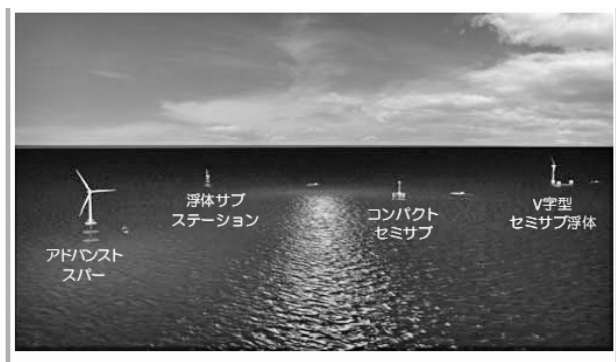 アドバンスト
スパー
浮体サブ
ステーション
コンパクト
セミサブ
V字型
セミサブ浮体